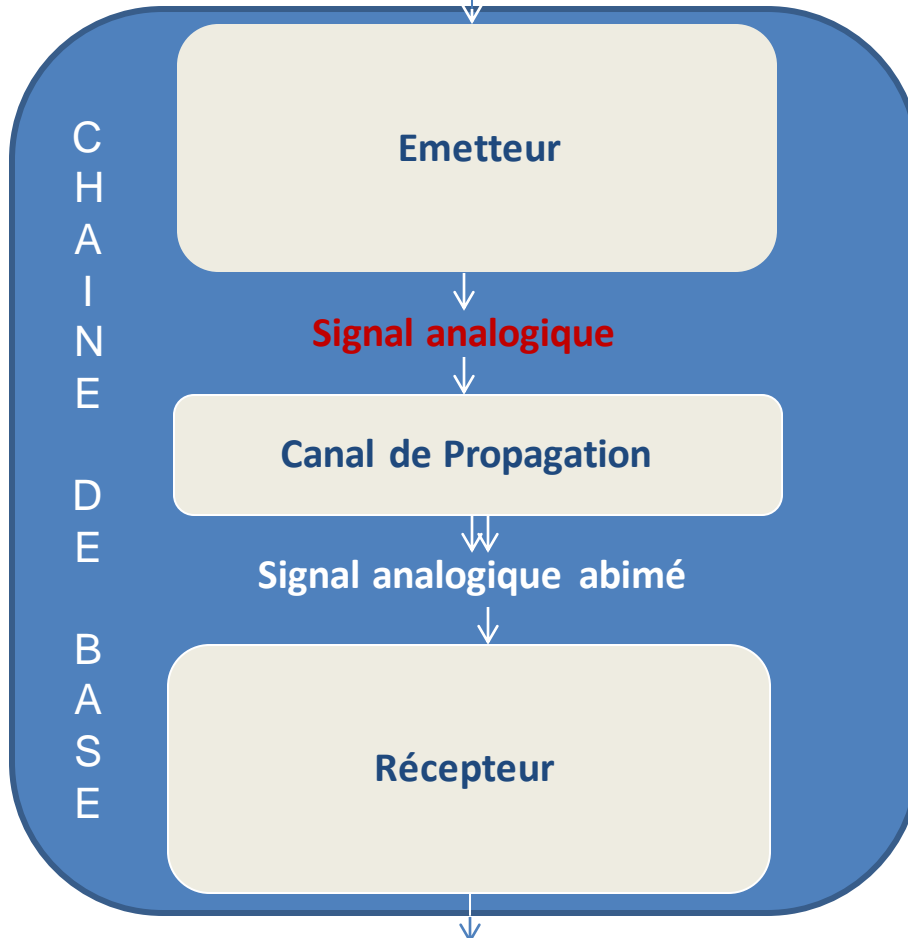 CHAINE DE BASE
Emetteur
Signal analogique
Canal de Propagation
Signal analogique abimé
Récepteur